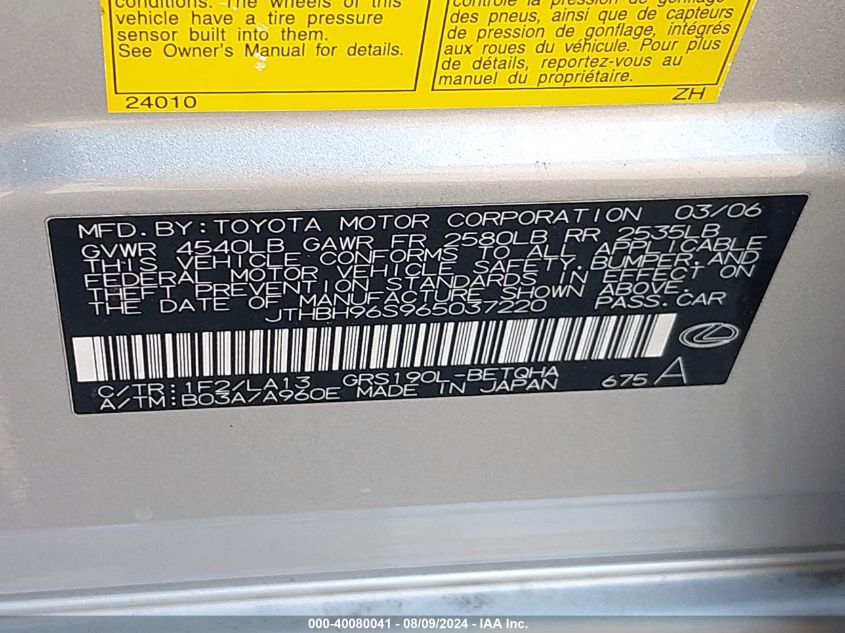 conditions. The wheels of this
vehicle have a tire pressure
sensor built into them.
See Owner's Manual for details.
24010
contrôle la pression de gonflage
des pneus, ainsi que de capteurs
de pression de gonflage, intégrés
aux roues du véhicule. Pour plus
de détails, reportez-vous au
manuel du propriétaire.
ZH
MFD. BY: TOYOTA MOTOR CORPORATION 03/06
GVWR 4540LB GAWR FR 2580LB RR 2535LB
THIS VEHICLE CONFORMS TO ALL APPLICABLE
FEDERAL MOTOR VEHICLE SAFETY, BUMPER, AND
THEFT PREVENTION STANDARDS IN EFFECT ON
THE DATE OF MANUFACTURE SHOWN ABOVE.
JTHBH96S965037220 PASS. CAR
C/TR: 1F2/LA13 GRS190L-BETQHA
A/TM: B03A/A960E MADE IN JAPAN 675 A
000-40080041 - 08/09/2024 - IAA Inc.